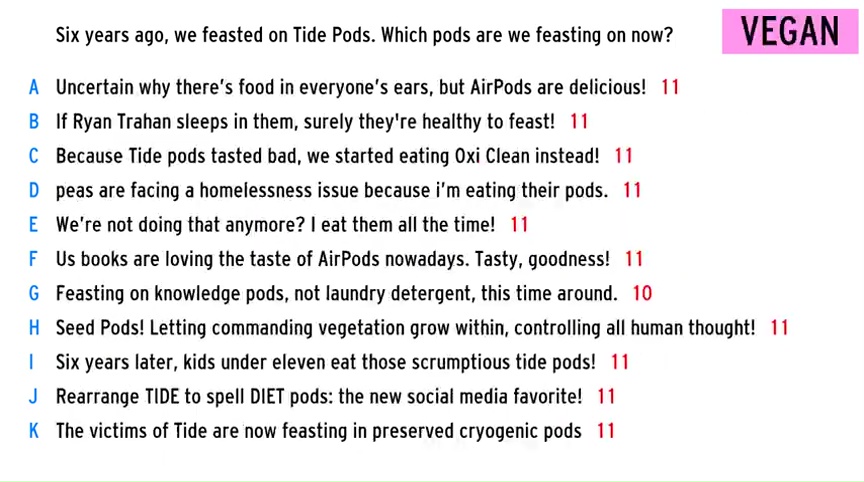 Six years ago, we feasted on Tide Pods. Which pods are we feasting on now?
VEGAN
A Uncertain why there's food in everyone's ears, but AirPods are delicious! 11
B If Ryan Trahan sleeps in them, surely they're healthy to feast! 11
C Because Tide pods tasted bad, we started eating Oxi Clean instead! 11
D peas are facing a homelessness issue because i'm eating their pods. 11
E We're not doing that anymore? I eat them all the time! 11
F Us books are loving the taste of AirPods nowadays. Tasty, goodness! 11
G Feasting on knowledge pods, not laundry detergent, this time around. 10
H Seed Pods! Letting commanding vegetation grow within, controlling all human thought! 11
I Six years later, kids under eleven eat those scrumptious tide pods! 11
J Rearrange TIDE to spell DIET pods: the new social media favorite! 11
K The victims of Tide are now feasting in preserved cryogenic pods 11